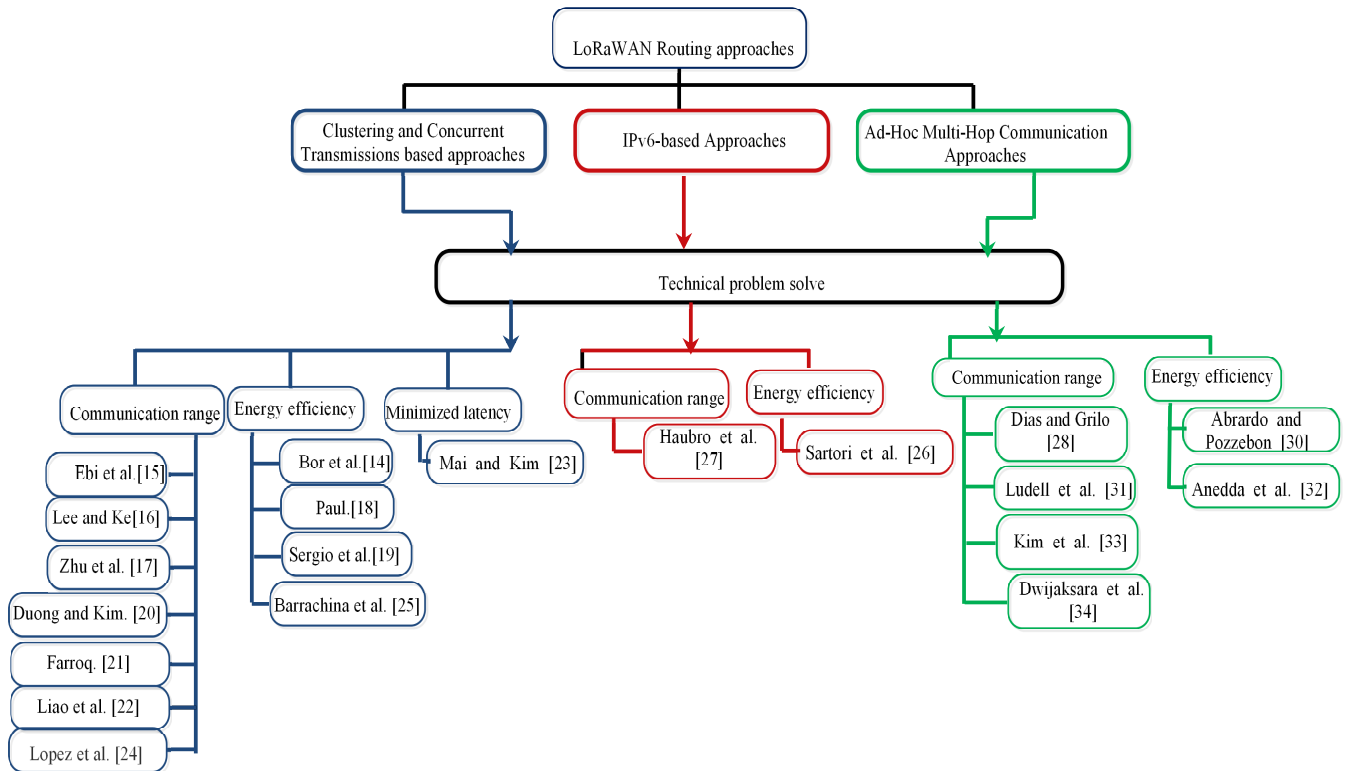 LoRaWAN Routing approaches
Clustering and Concurrent
Transmissions based approaches
IPv6-based Approaches
Ad-Hoc Multi-Hop Communication
Approaches
Technical problem solve
Communication range
Energy efficiency
Minimized latency
Communication range
Energy efficiency
Communication range
Energy efficiency
Ebi et al.[15]
Lee and Ke[16]
Zhu et al. [17]
Duong and Kim. [20]
Farroq. [21]
Liao et al. [22]
Lopez et al. [24]
Bor et al.[14]
Paul.[18]
Sergio et al.[19]
Barrachina et al. [25]
Mai and Kim [23]
Haubro et al.
[27]
Sartori et al. [26]
Dias and Grilo
[28]
Ludell et al. [31]
Kim et al. [33]
Dwijaksara et al.
[34]
Abrardo and
Pozzebon [30]
Anedda et al. [32]